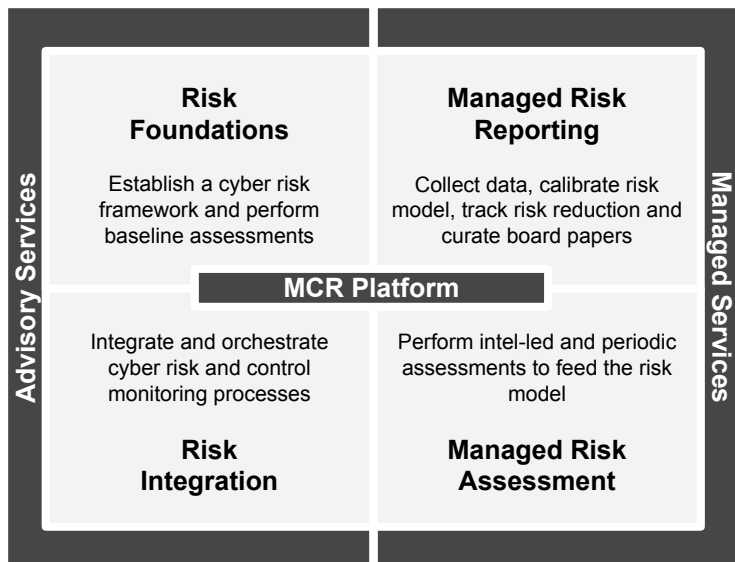 Advisory Services
Risk
Foundations
Establish a cyber risk
framework and perform
baseline assessments
Managed Risk
Reporting
Collect data, calibrate risk
model, track risk reduction and
curate board papers
MCR Platform
Integrate and orchestrate
cyber risk and control
monitoring processes
Risk
Integration
Perform intel-led and periodic
assessments to feed the risk
model
Managed Risk
Assessment
Managed Services